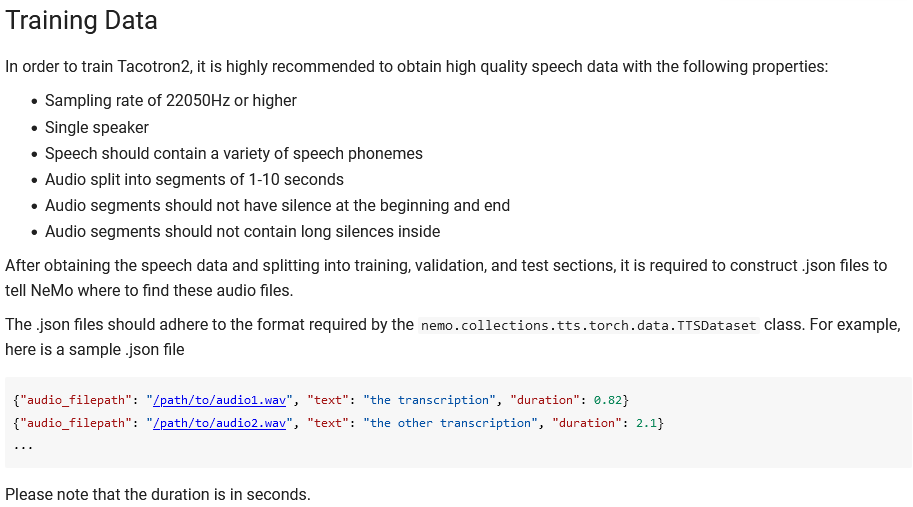 Training Data
In order to train Tacotron2, it is highly recommended to obtain high quality speech data with the following properties:
• Sampling rate of 22050Hz or higher
• Single speaker
• Speech should contain a variety of speech phonemes
• Audio split into segments of 1-10 seconds
• Audio segments should not have silence at the beginning and end
• Audio segments should not contain long silences inside
After obtaining the speech data and splitting into training, validation, and test sections, it is required to construct .json files to
tell NeMo where to find these audio files.
The .json files should adhere to the format required by the nemo.collections.tts.torch.data.TTSDataset class. For example,
here is a sample .json file
{"audio_filepath": "/path/to/audio1.wav", "text": "the transcription", "duration": 0.82}
{"audio_filepath": "/path/to/audio2.wav", "text": "the other transcription", "duration": 2.1}
...
Please note that the duration is in seconds.